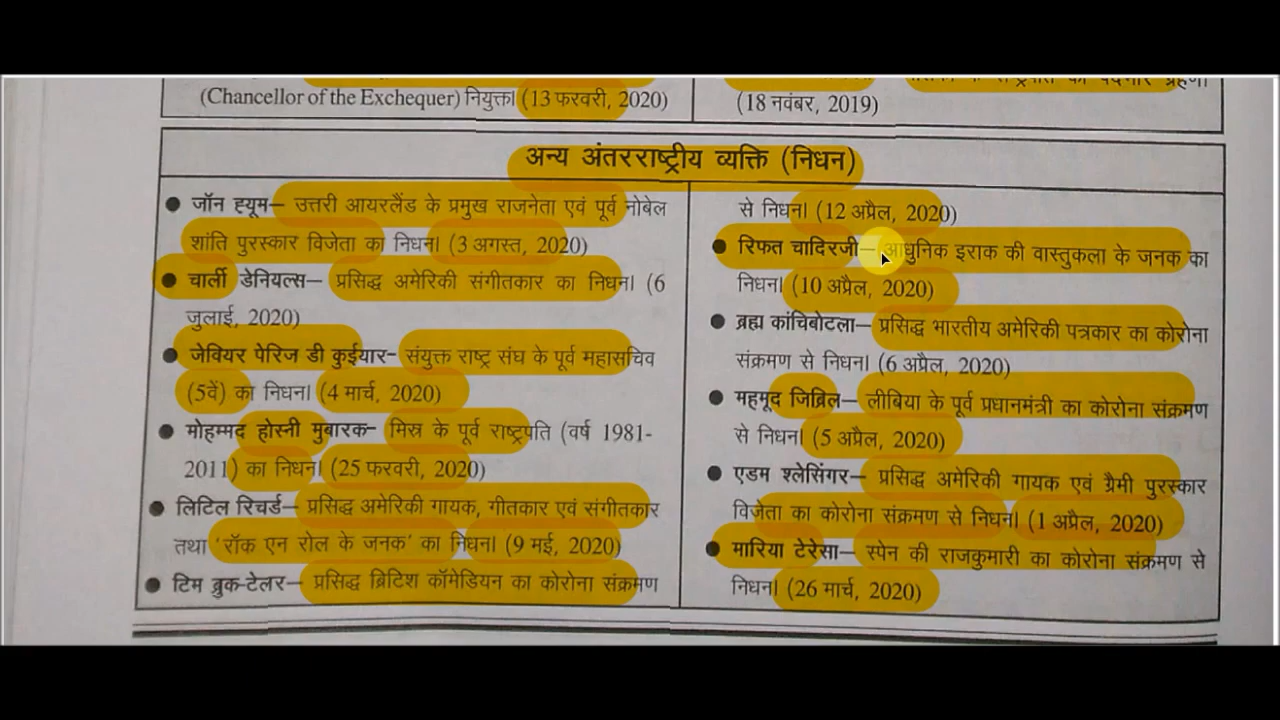 (Chancellor of the Exchequer) नियुक्त। (13 फरवरी, 2020)
(18 नवंबर, 2019)
अन्य अंतरराष्ट्रीय व्यक्ति (निधन)
● जॉन ह्यूम– उत्तरी आयरलैंड के प्रमुख राजनेता एवं पूर्व नोबेल
शांति पुरस्कार विजेता का निधन। (3 अगस्त, 2020)
● चार्ली डेनियल्स– प्रसिद्ध अमेरिकी संगीतकार का निधन। (6
जुलाई, 2020)
● जेवियर पेरिज डी कुईयार– संयुक्त राष्ट्र संघ के पूर्व महासचिव
(5वें) का निधन। (4 मार्च, 2020)
● मोहम्मद होस्नी मुबारक– मिस्र के पूर्व राष्ट्रपति (वर्ष 1981-
2011) का निधन। (25 फरवरी, 2020)
● लिटिल रिचर्ड– प्रसिद्ध अमेरिकी गायक, गीतकार एवं संगीतकार
तथा 'रॉक एन रोल के जनक' का निधन। (9 मई, 2020)
● टिम ब्रुक-टेलर– प्रसिद्ध ब्रिटिश कॉमेडियन का कोरोना संक्रमण
से निधन। (12 अप्रैल, 2020)
● रिफत चादिरजी– आधुनिक इराक की वास्तुकला के जनक का
निधन। (10 अप्रैल, 2020)
● ब्रह्म कांचिबोटला– प्रसिद्ध भारतीय अमेरिकी पत्रकार का कोरोना
संक्रमण से निधन। (6 अप्रैल, 2020)
● महमूद जिब्रिल– लीबिया के पूर्व प्रधानमंत्री का कोरोना संक्रमण
से निधन। (5 अप्रैल, 2020)
● एडम श्लेसिंगर– प्रसिद्ध अमेरिकी गायक एवं ग्रैमी पुरस्कार
विजेता का कोरोना संक्रमण से निधन। (1 अप्रैल, 2020)
● मारिया टेरेसा– स्पेन की राजकुमारी का कोरोना संक्रमण से
निधन। (26 मार्च, 2020)